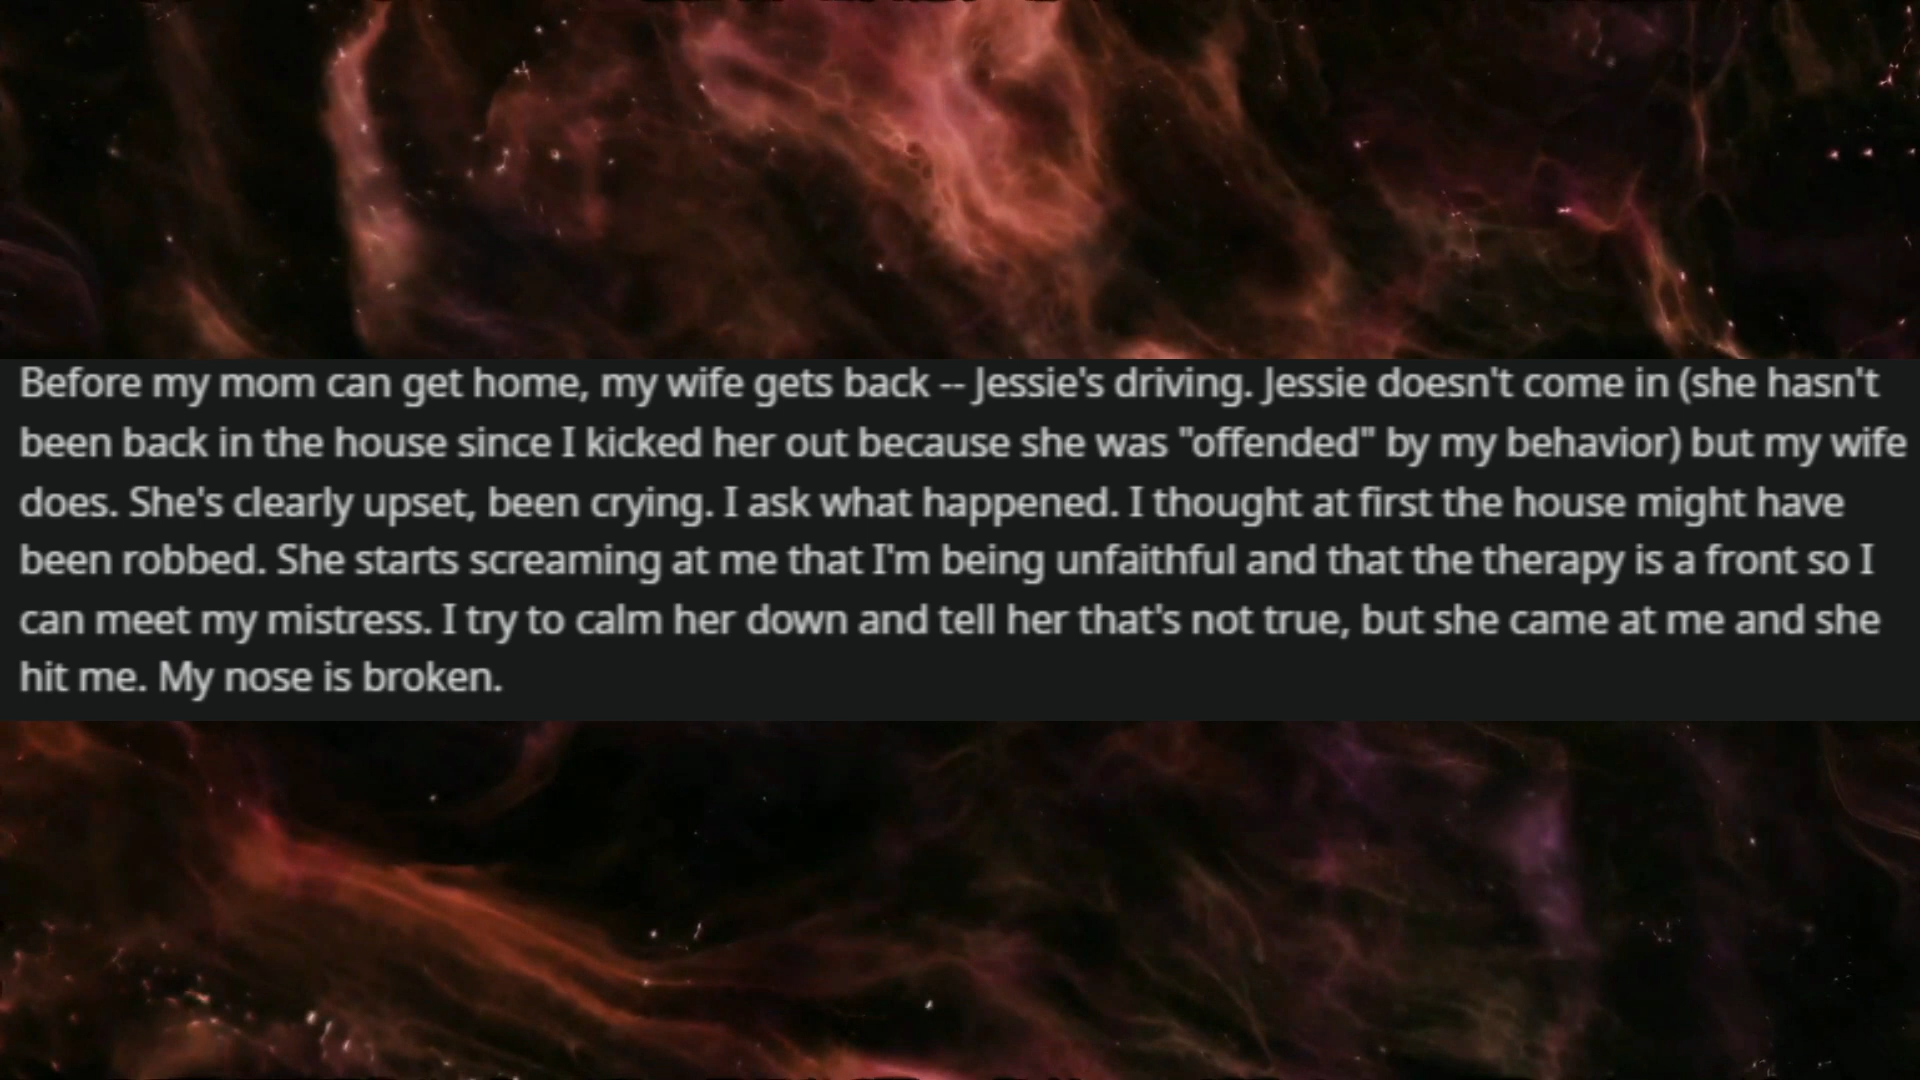 Before my mom can get home, my wife gets back -- Jessie's driving. Jessie doesn't come in (she hasn't
been back in the house since I kicked her out because she was "offended" by my behavior) but my wife
does. She's clearly upset, been crying. I ask what happened. I thought at first the house might have
been robbed. She starts screaming at me that I'm being unfaithful and that the therapy is a front so I
can meet my mistress. I try to calm her down and tell her that's not true, but she came at me and she
hit me. My nose is broken.